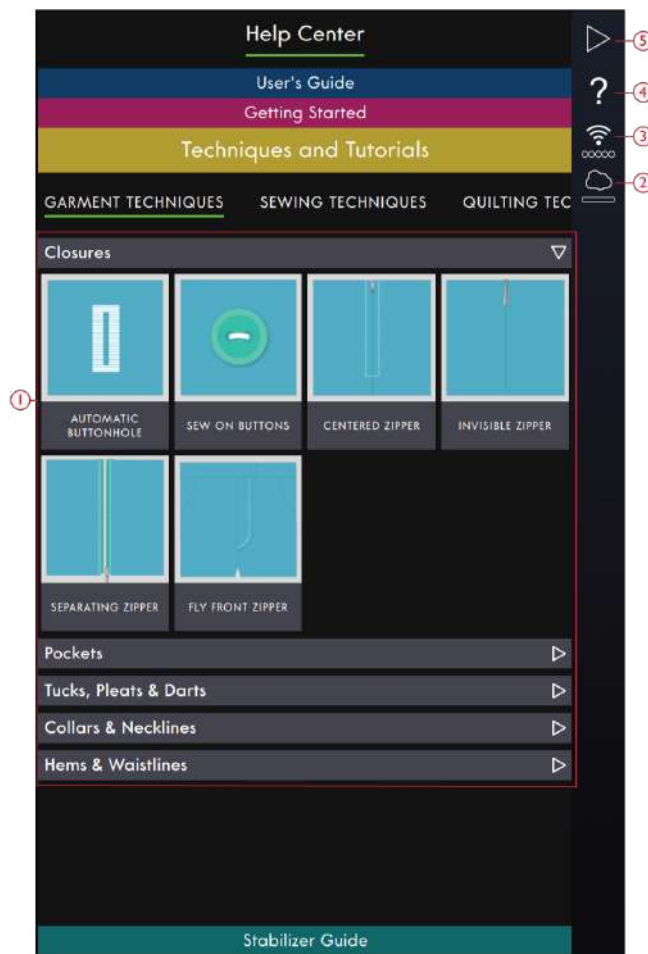 Help Center
User's Guide
Getting Started
Techniques and Tutorials
GARMENT TECHNIQUES SEWING TECHNIQUES QUILTING TEC
Closures
AUTOMATIC
BUTTONHOLE
SEW ON BUTTONS
CENTERED ZIPPER
INVISIBLE ZIPPER
SEPARATING ZIPPER
FLY FRONT ZIPPER
Pockets
Tucks, Pleats & Darts
Collars & Necklines
Hems & Waistlines
Stabilizer Guide
5
?
4
3
2
1